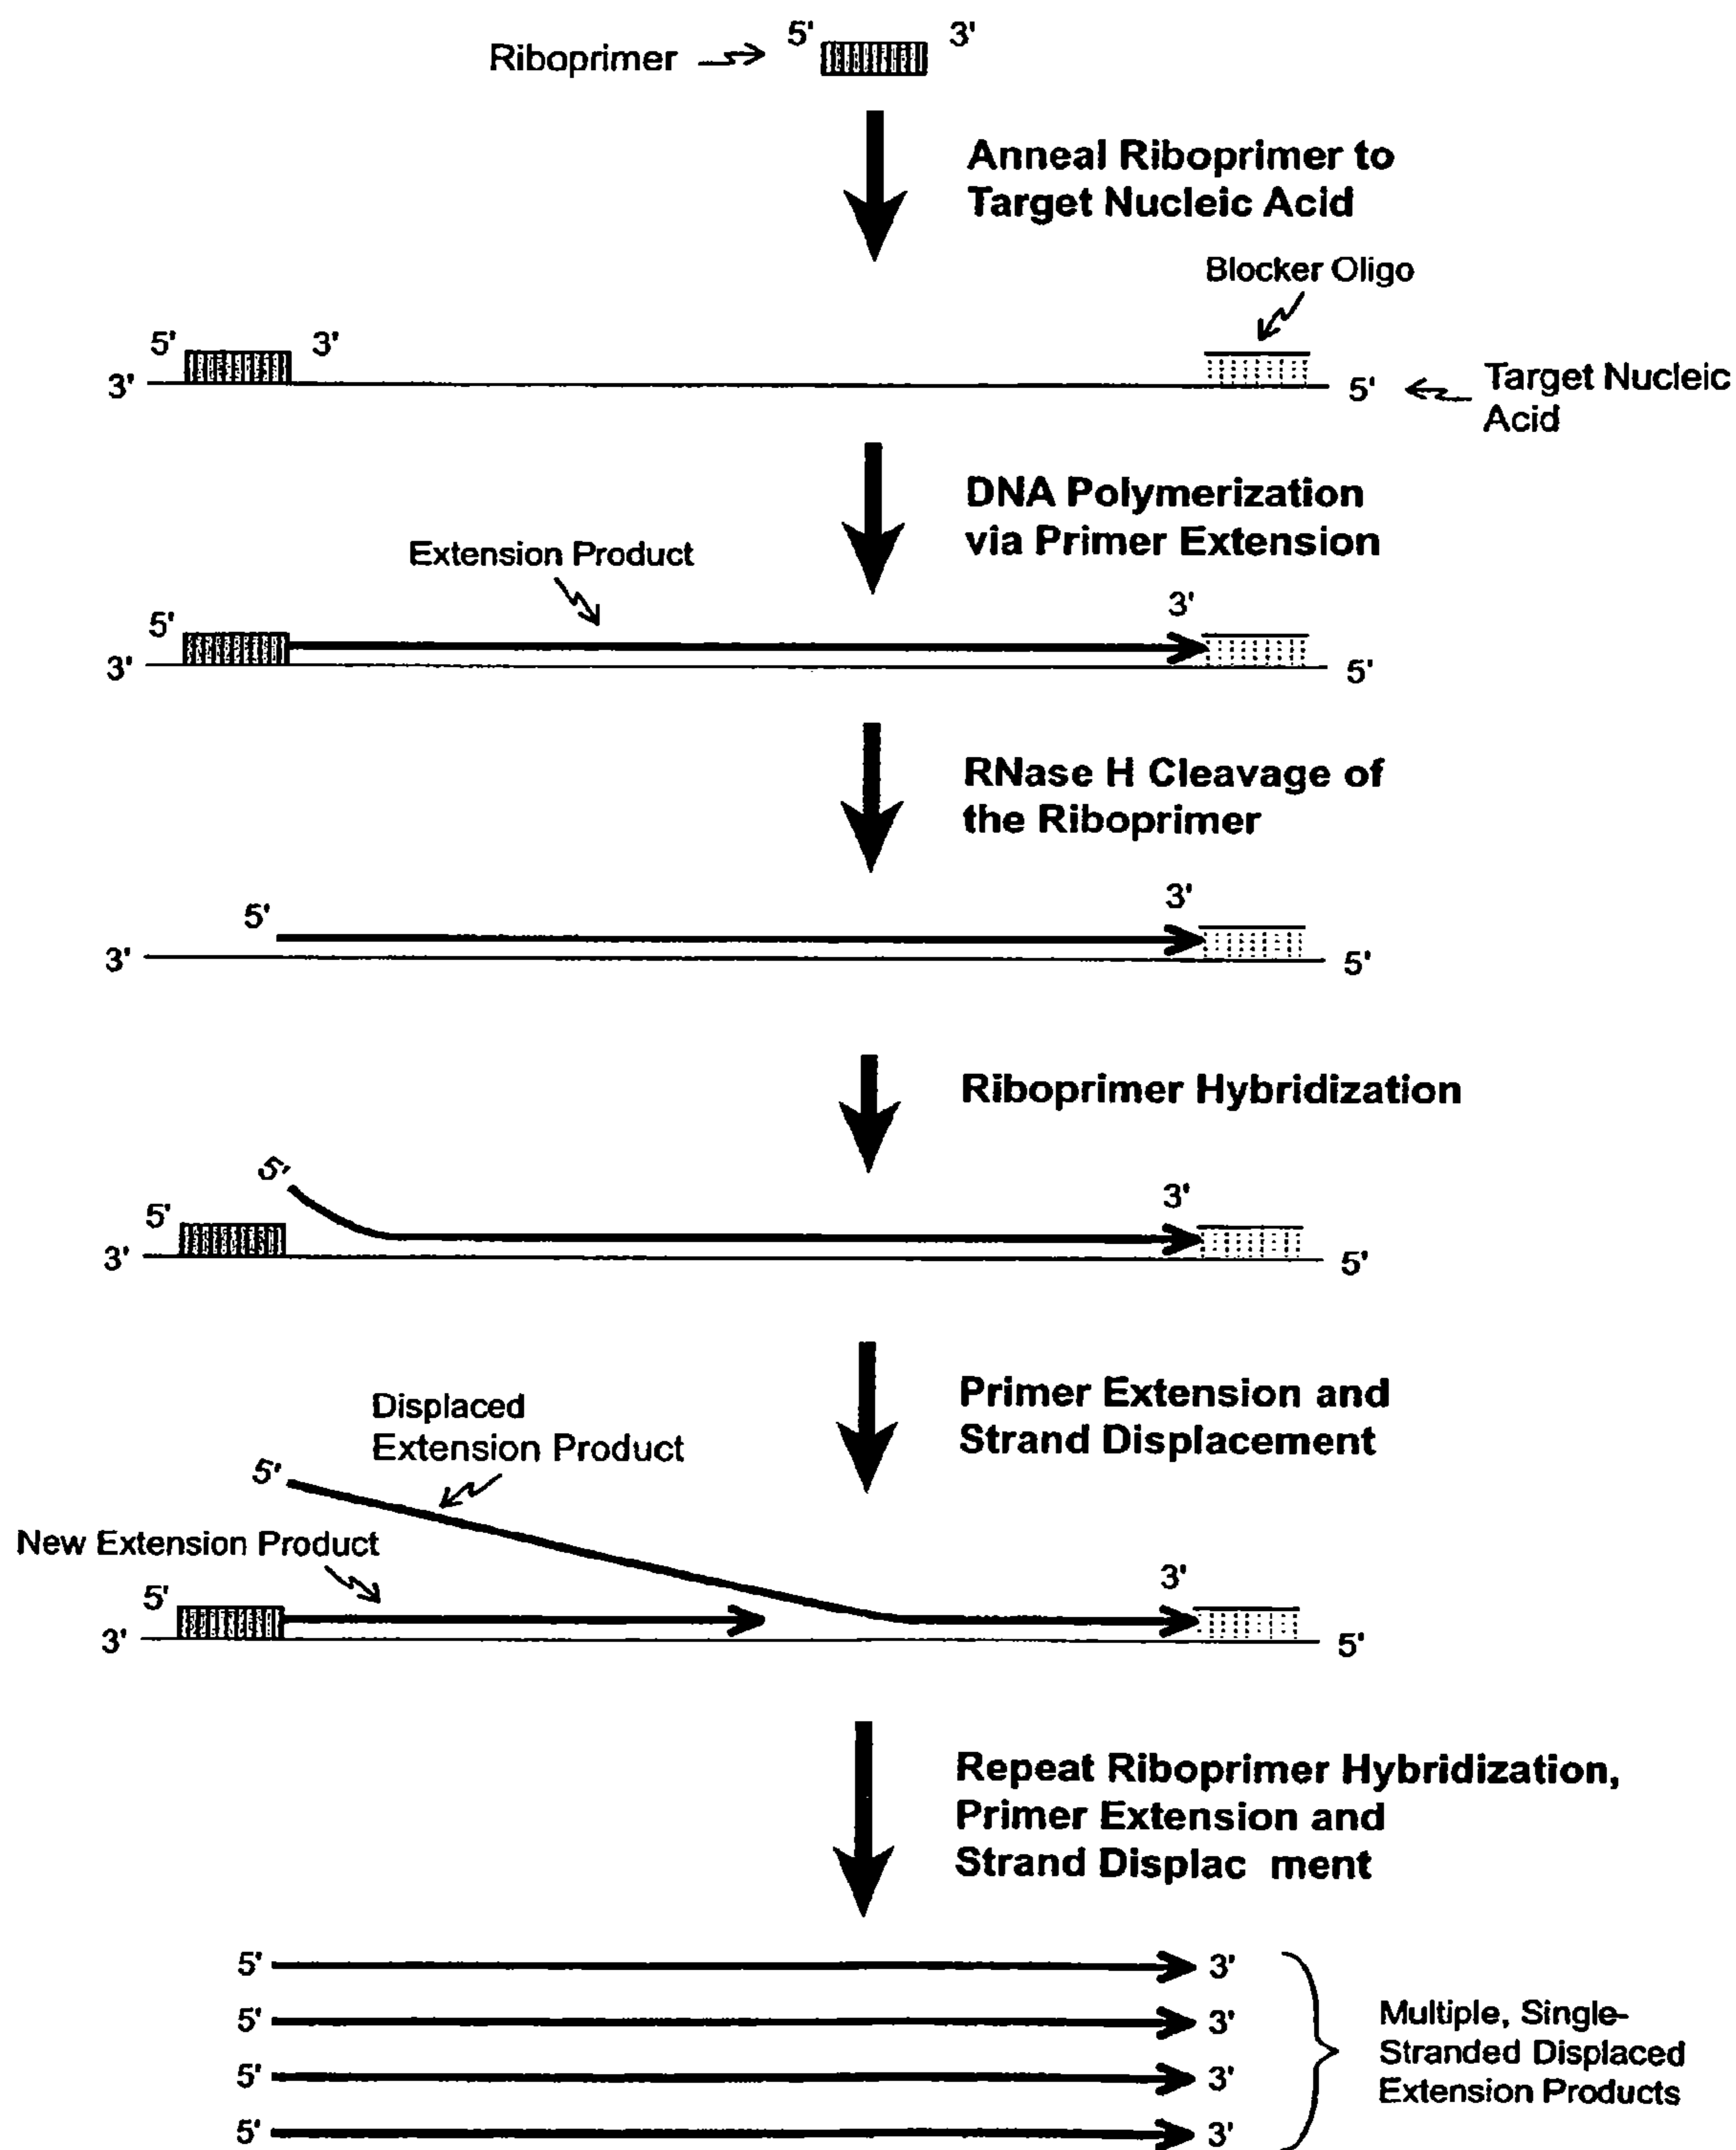 Riboprimer
5' 3'
Anneal Riboprimer to
Target Nucleic Acid
Blocker Oligo
5' 3'
3' 5'
Target Nucleic
Acid
DNA Polymerization
via Primer Extension
Extension Product
5' 3'
3' 5'
RNase H Cleavage of
the Riboprimer
5' 3'
3' 5'
Riboprimer Hybridization
5'
5' 3'
3' 5'
Primer Extension and
Strand Displacement
Displaced
Extension Product
5'
New Extension Product
5' 3'
3' 5'
Repeat Riboprimer Hybridization,
Primer Extension and
Strand Displac ment
5' 3'
5' 3'
5' 3'
5' 3'
Multiple, Single-
Stranded Displaced
Extension Products